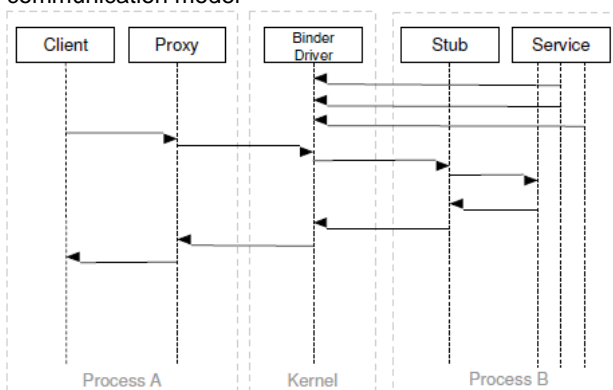 communication model
Client
Proxy
Binder
Driver
Stub
Service
Process A
Kernel
Process B